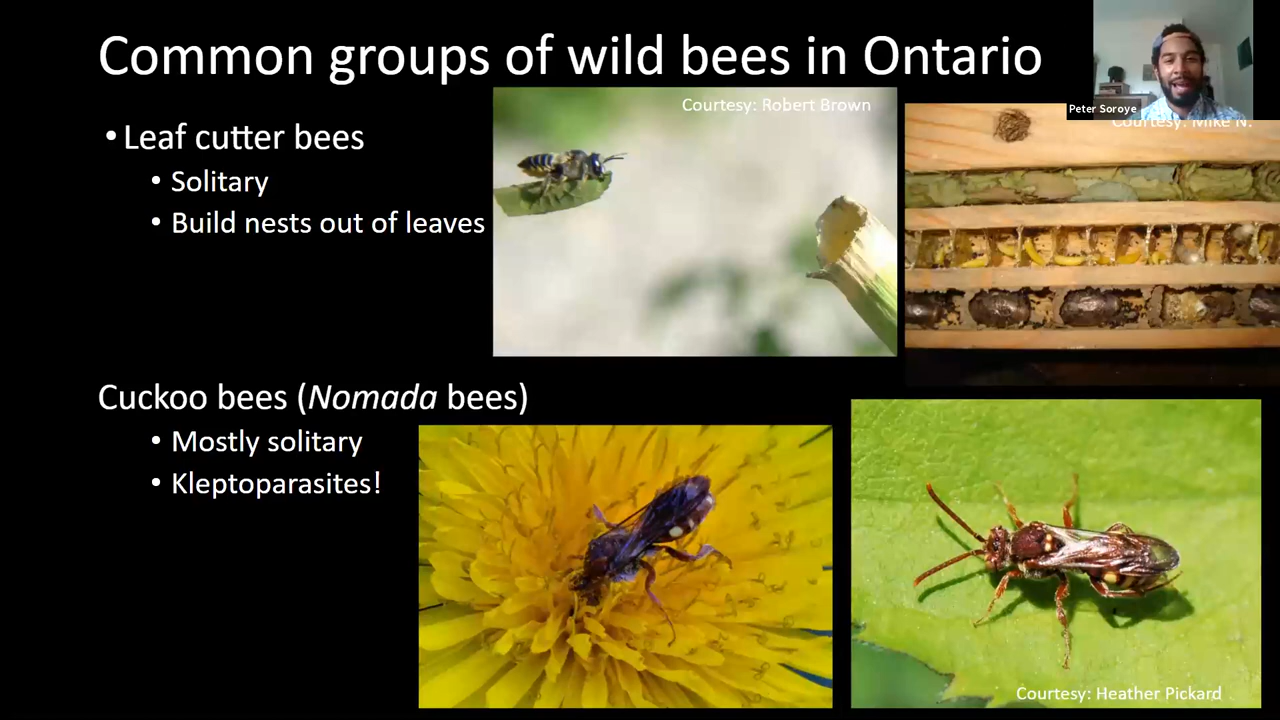 Common groups of wild bees in Ontario
Peter Soroye
Courtesy: Robert Brown
Courtesy: Mike N.
• Leaf cutter bees
• Solitary
• Build nests out of leaves
Cuckoo bees (Nomada bees)
• Mostly solitary
• Kleptoparasites!
Courtesy: Heather Pickard